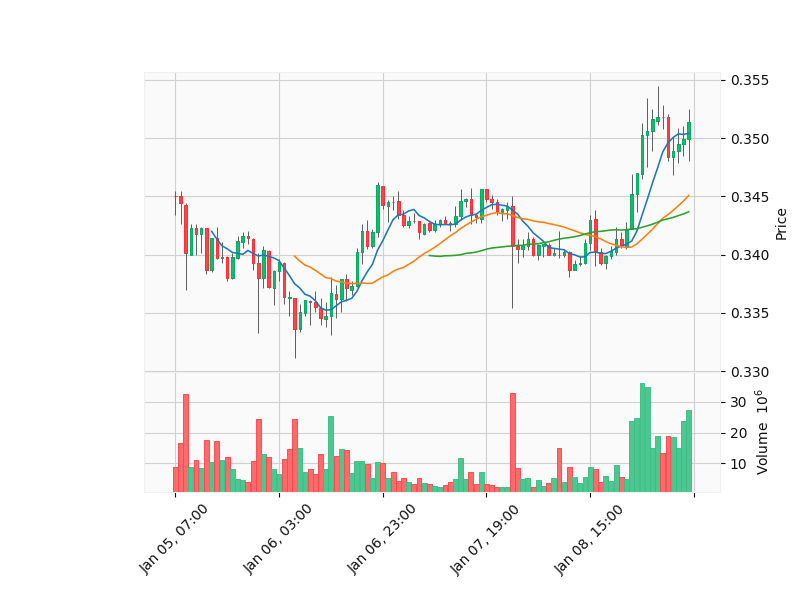 0.355
0.350
0.345
0.340
0.335
0.330
Price
30
20
10
Volume 10^6
Jan 05, 07:00
Jan 06, 03:00
Jan 06, 23:00
Jan 07, 19:00
Jan 08, 15:00